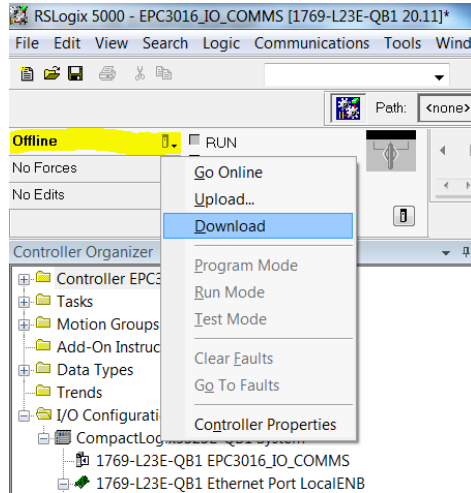 RSLogix 5000 - EPC3016_IO_COMMS [1769-L23E-QB1 20.11]*
File Edit View Search Logic Communications Tools Wind
Path: <none>
Offline RUN
No Forces
No Edits
Go Online
Upload...
Download
Program Mode
Run Mode
Test Mode
Clear Faults
Go To Faults
Controller Properties
Controller Organizer
Controller EPC3
Tasks
Motion Groups
Add-On Instruc
Data Types
Trends
I/O Configurati
CompactLogix5323E-QB1 System
1769-L23E-QB1 EPC3016_IO_COMMS
1769-L23E-QB1 Ethernet Port LocalENB